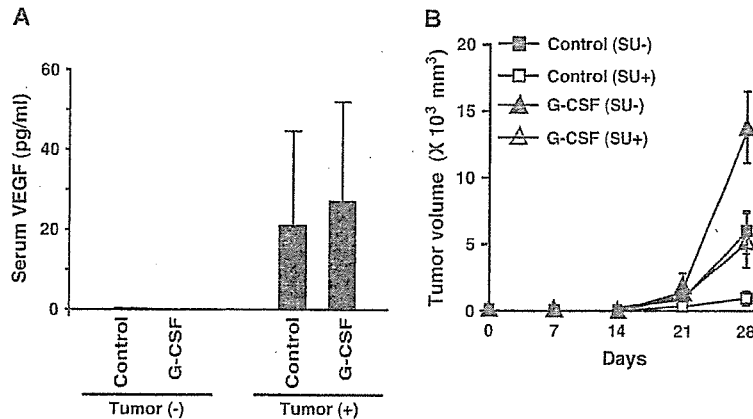 A
Serum VEGF (pg/ml)
60
40
20
0
Control
G-CSF
Control
G-CSF
Tumor (-)
Tumor (+)
B
Tumor volume (X 10³ mm³)
20
15
10
5
0
Control (SU-)
Control (SU+)
G-CSF (SU-)
G-CSF (SU+)
0 7 14 21 28
Days